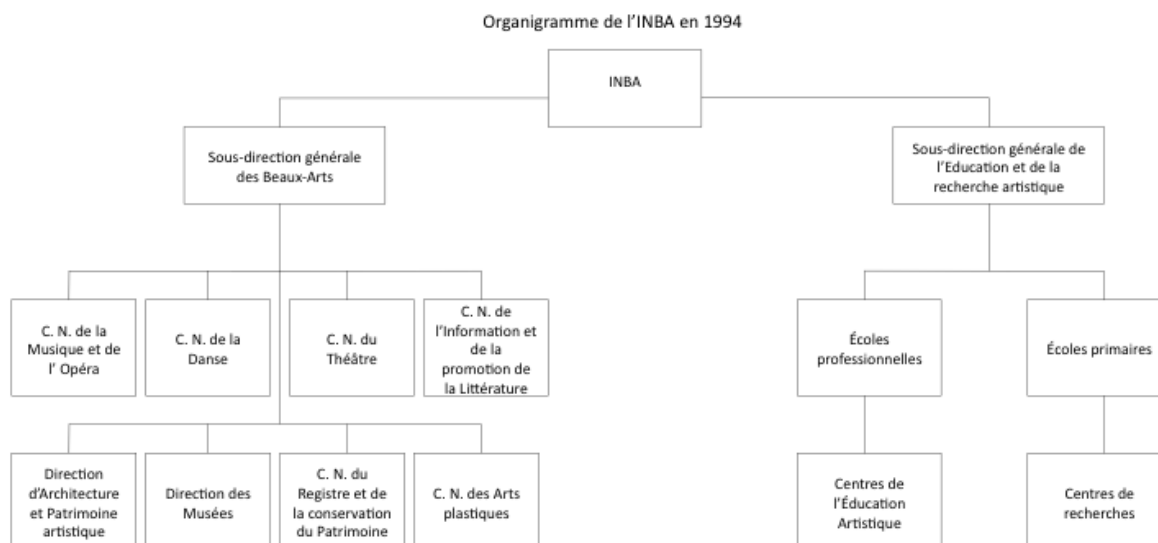 Organigramme de l'INBA en 1994
INBA
Sous-direction générale
des Beaux-Arts
Sous-direction générale de
l'Education et de la
recherche artistique
C. N. de la
Musique et de
l' Opéra
C. N. de la
Danse
C. N. du
Théâtre
C. N. de
l'Information et
de la
promotion de
la Littérature
Écoles
professionnelles
Écoles primaires
Direction
d'Architecture
et Patrimoine
artistique
Direction des
Musées
C. N. du
Registre et de
la conservation
du Patrimoine
C. N. des Arts
plastiques
Centres de
l'Éducation
Artistique
Centres de
recherches